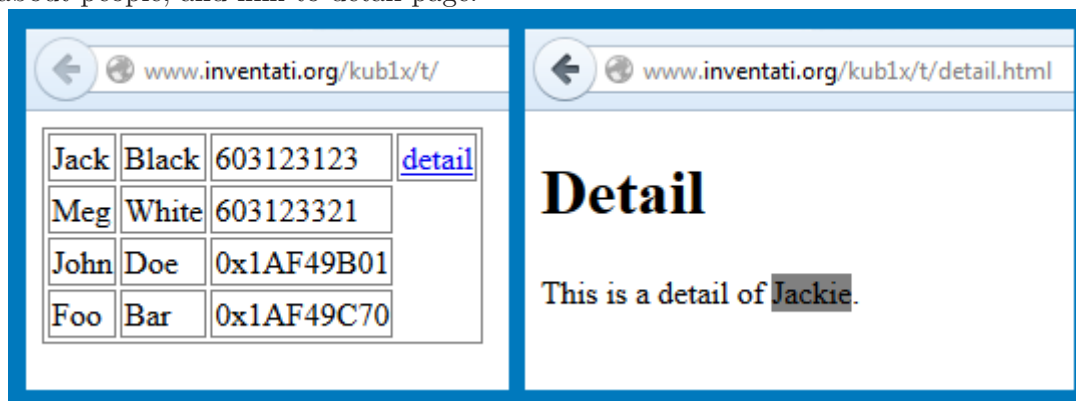 about people, and link to detail page.
www.inventati.org/kub1x/t/
Jack Black 603123123 detail
Meg White 603123321
John Doe 0x1AF49B01
Foo Bar 0x1AF49C70
www.inventati.org/kub1x/t/detail.html
Detail
This is a detail of Jackie.